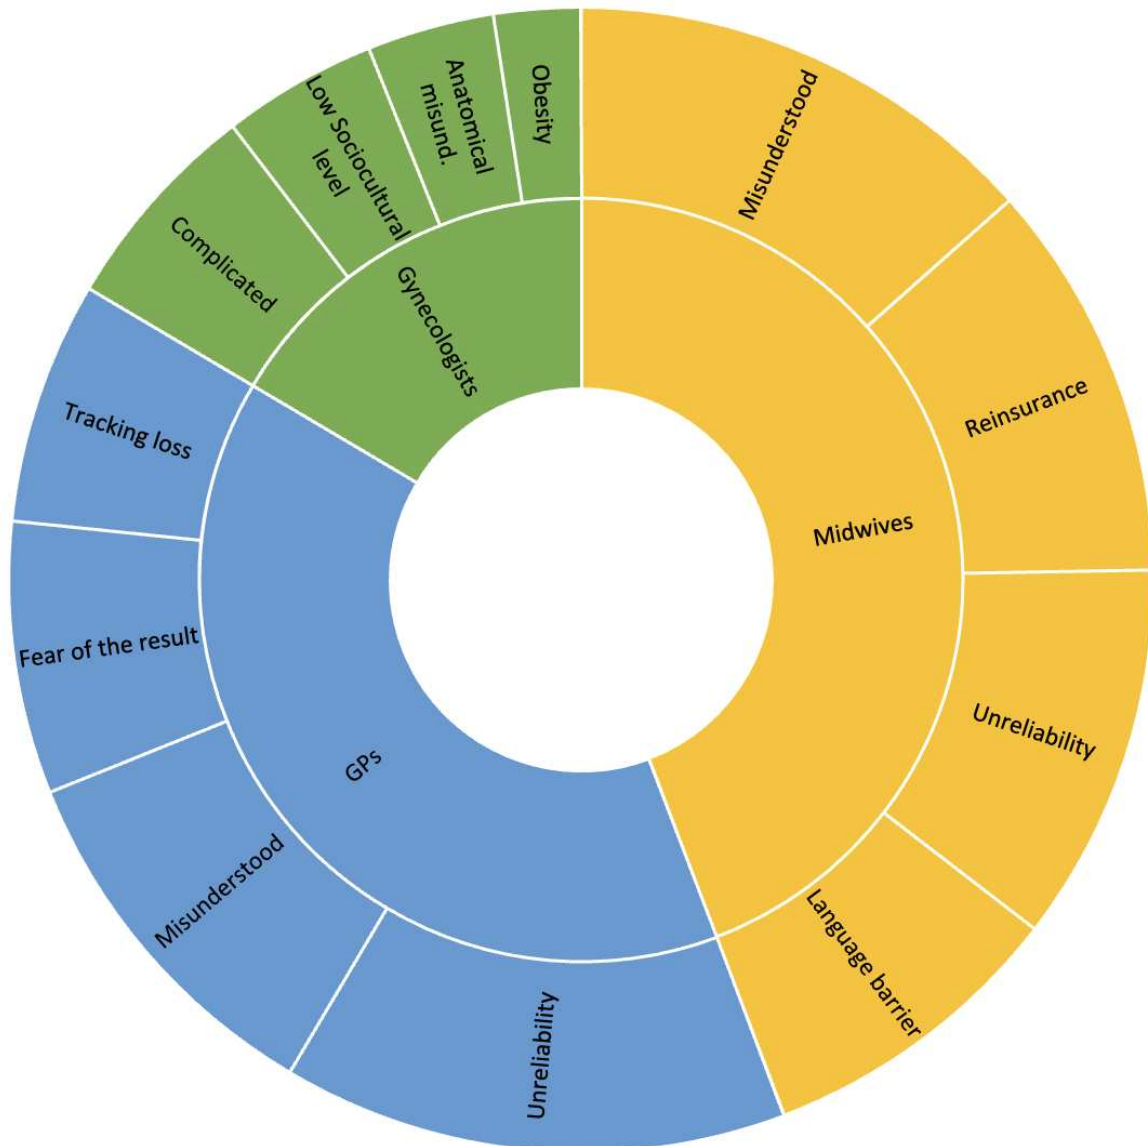 Misunderstood
Reinsurance
Unreliability
Language barrier
Midwives
Unreliability
Misunderstood
Fear of the result
Tracking loss
GPs
Complicated
Low Sociocultural
level
Anatomical
misund.
Obesity
Gynecologists